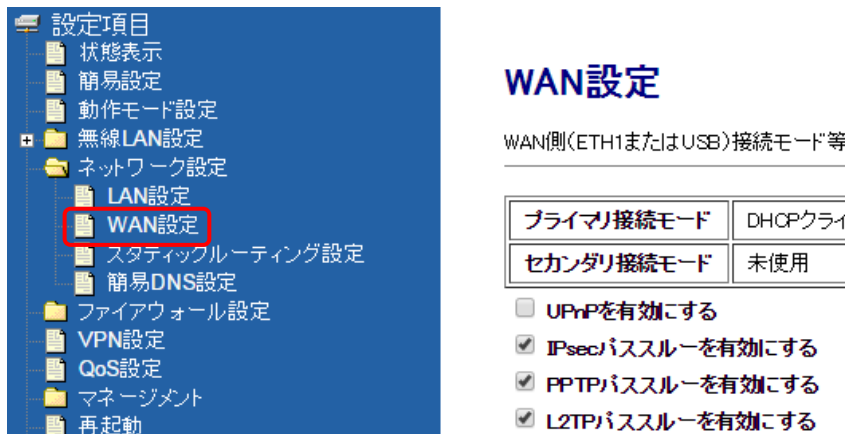 設定項目
状態表示
簡易設定
動作モード設定
無線LAN設定
ネットワーク設定
LAN設定
WAN設定
スタティックルーティング設定
簡易DNS設定
ファイアウォール設定
VPN設定
QoS設定
マネージメント
再起動
WAN設定
WAN側(ETH1またはUSB)接続モード等
プライマリ接続モード DHCPクライ
セカンダリ接続モード 未使用
UPnPを有効にする
IPsecパススルーを有効にする
PPTPパススルーを有効にする
L2TPパススルーを有効にする